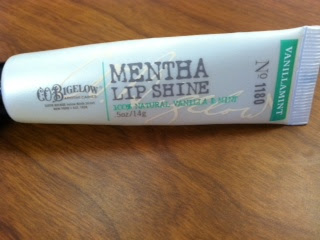 C.O. BIGELOW
MENTHA
LIP SHINE
100% NATURAL VANILLA & MINT
.5oz/14g
Nº 1180
VANILLAMINT